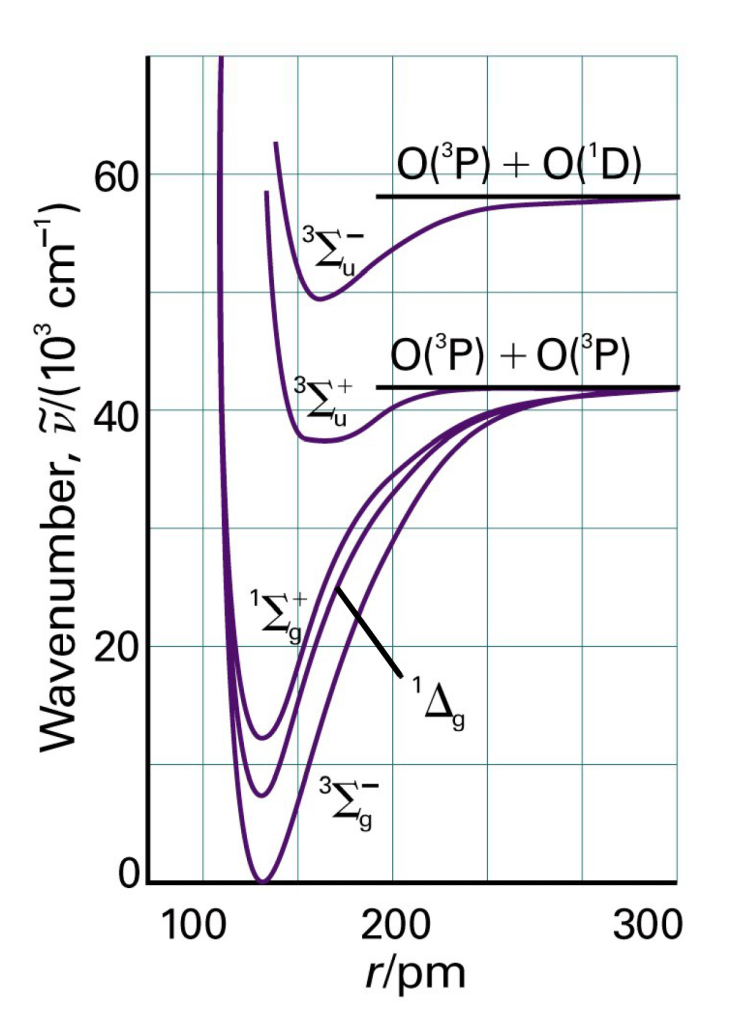 60
40
20
0
Wavenumber, ν̃/(10³ cm⁻¹)
O(³P) + O(¹D)
³Σᵤ⁻
O(³P) + O(³P)
³Σᵤ⁺
¹Σg⁺
¹Δg
³Σg⁻
100 200 300
r/pm